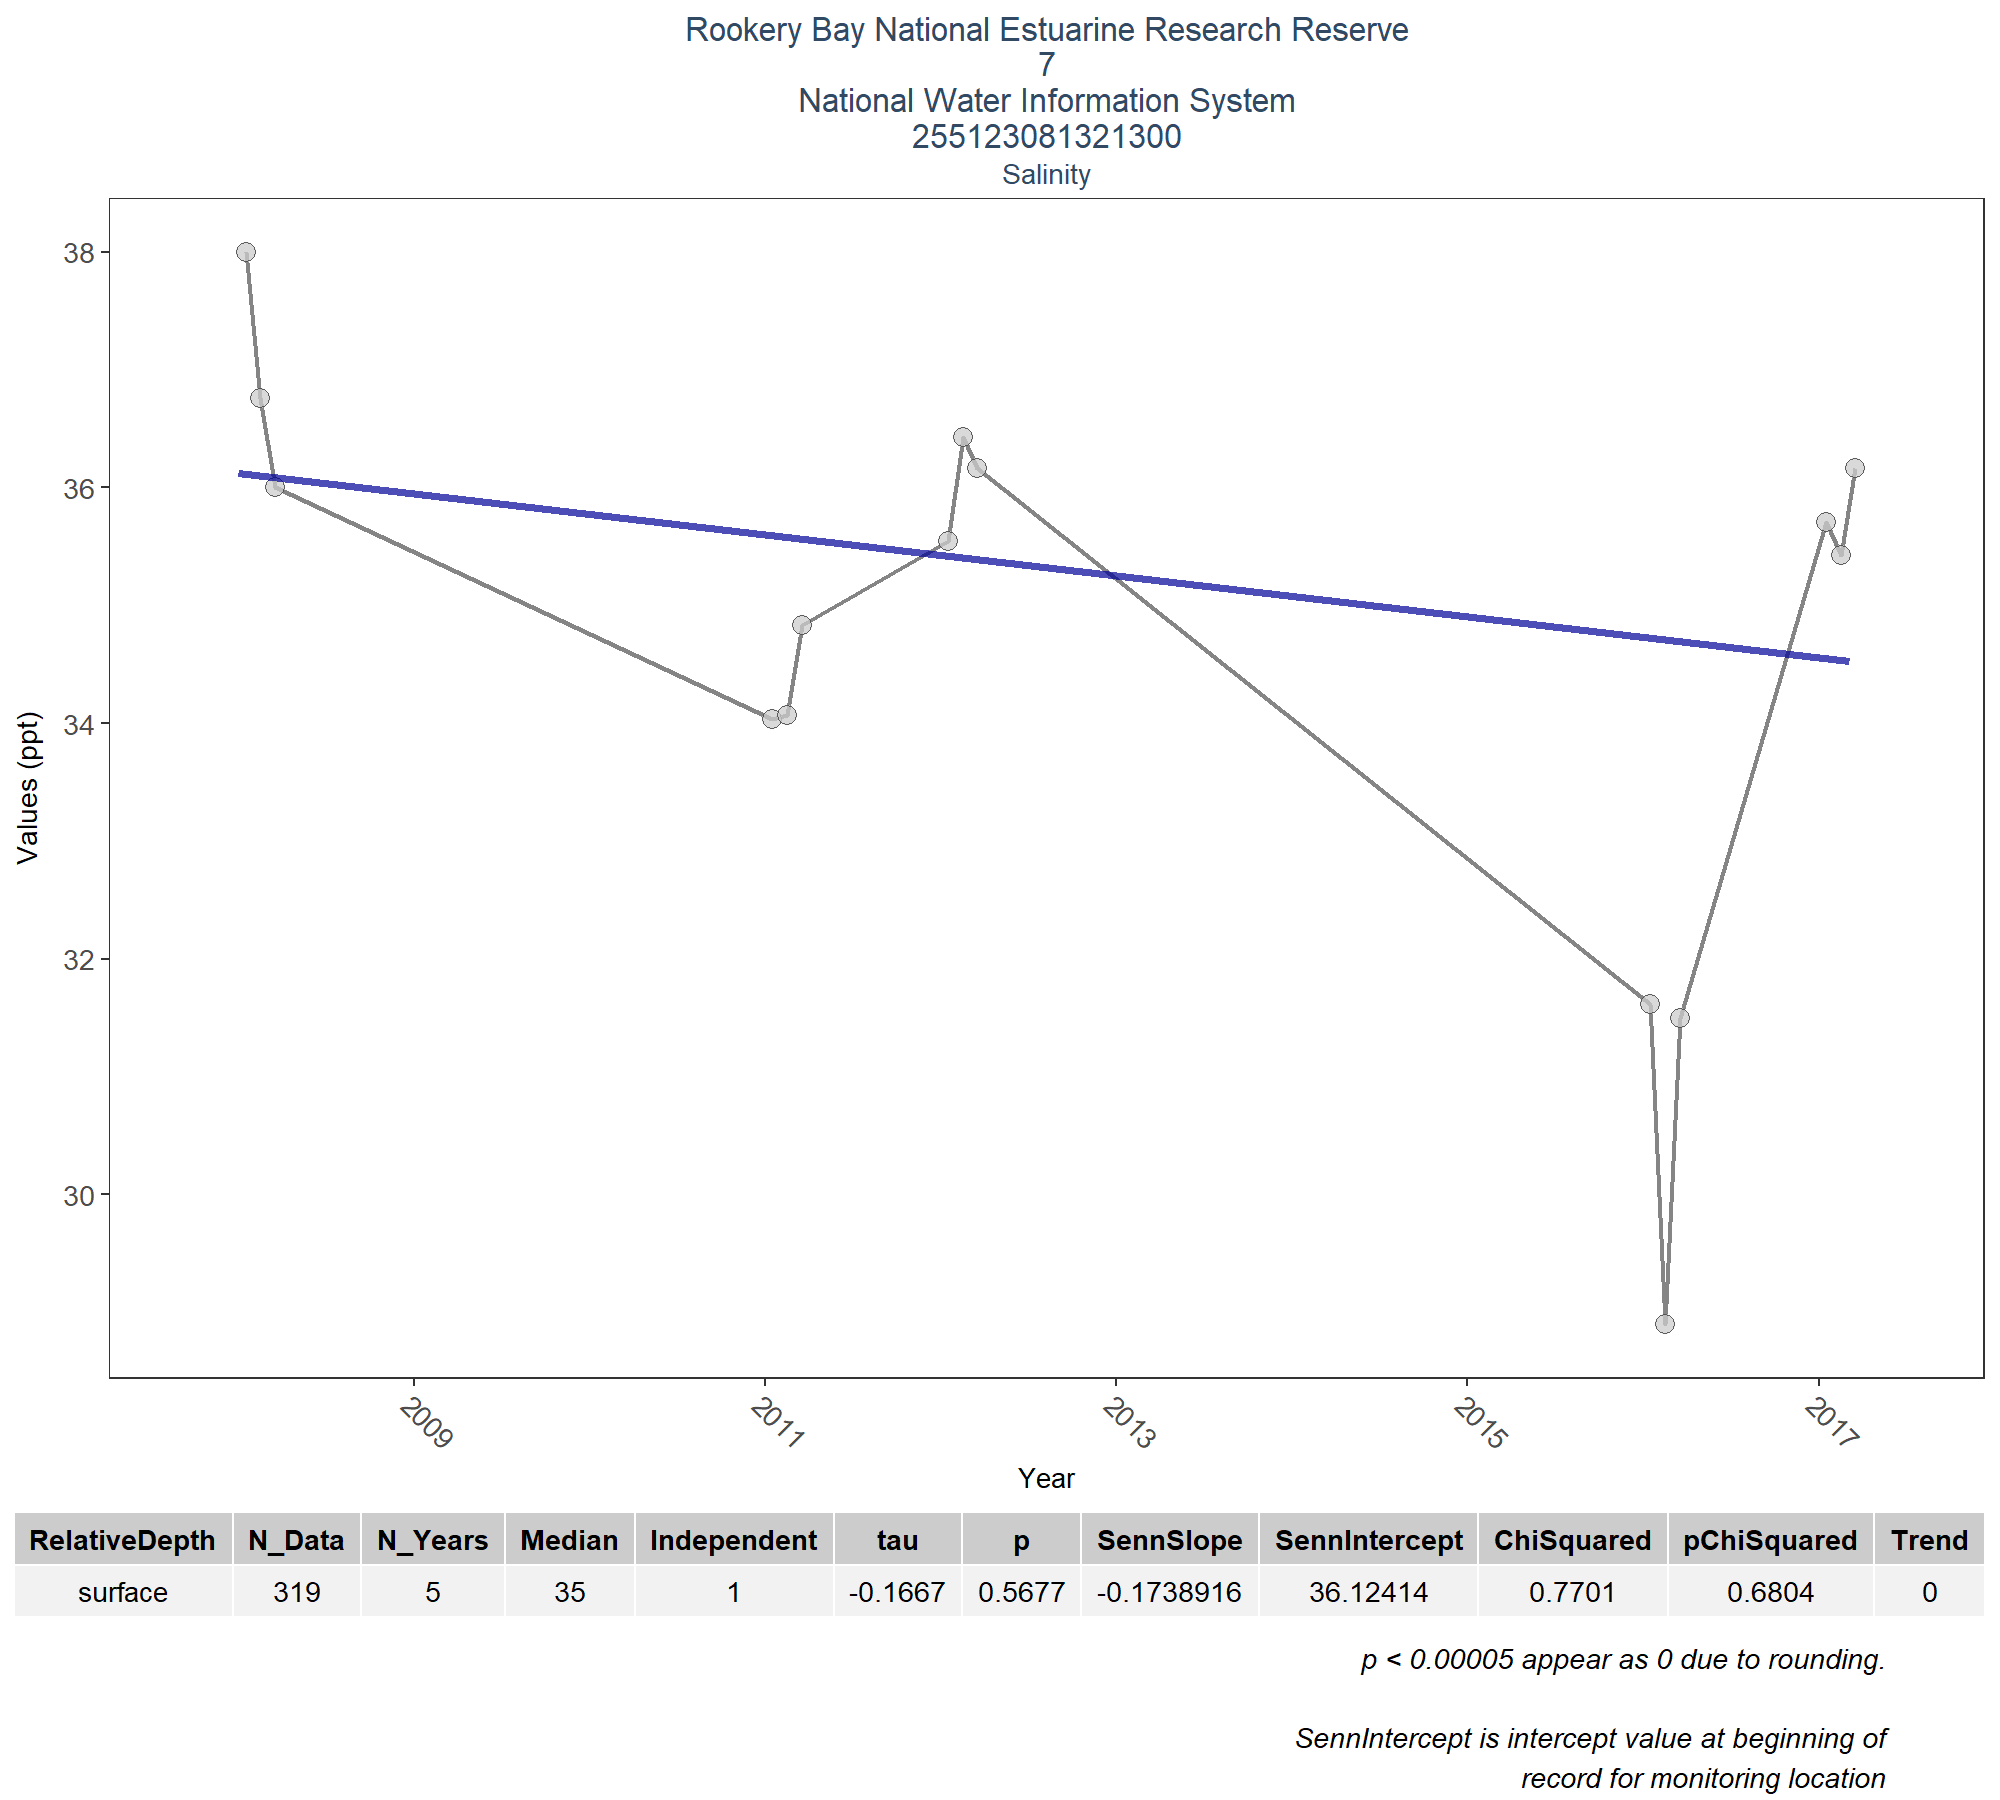 Rookery Bay National Estuarine Research Reserve
7
National Water Information System
255123081321300
Salinity
38
36
34
32
30
Values (ppt)
2009
2011
2013
2015
2017
Year
RelativeDepth N_Data N_Years Median Independent tau p SennSlope SennIntercept ChiSquared pChiSquared Trend
surface 319 5 35 1 -0.1667 0.5677 -0.1738916 36.12414 0.7701 0.6804 0
p < 0.00005 appear as 0 due to rounding.
SennIntercept is intercept value at beginning of
record for monitoring location